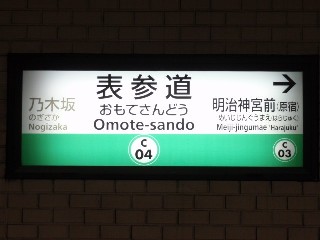 乃木坂
のぎざか
Nogizaka
表参道
おもてさんどう
Omote-sando
C
04
→
明治神宮前〈原宿〉
めいじじんぐうまえ〈はらじゅく〉
Meiji-jingumae 'Harajuku'
C
03